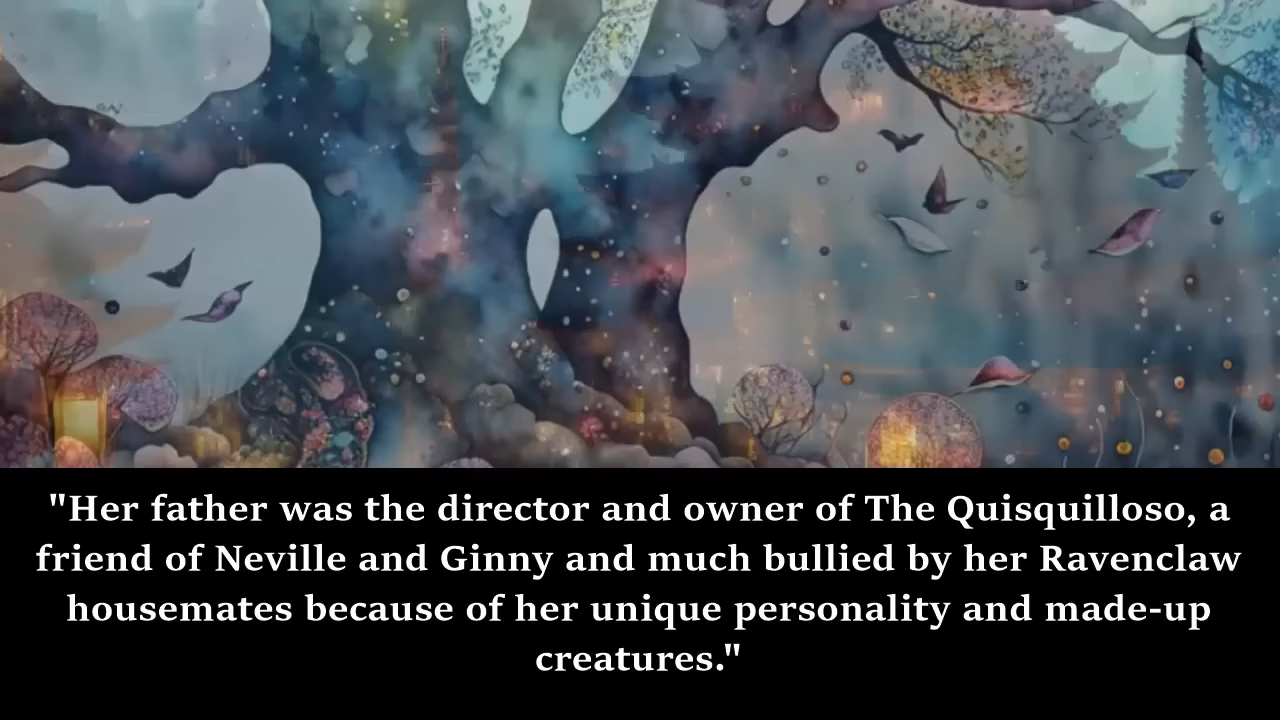 "Her father was the director and owner of The Quisquilloso, a
friend of Neville and Ginny and much bullied by her Ravenclaw
housemates because of her unique personality and made-up
creatures."